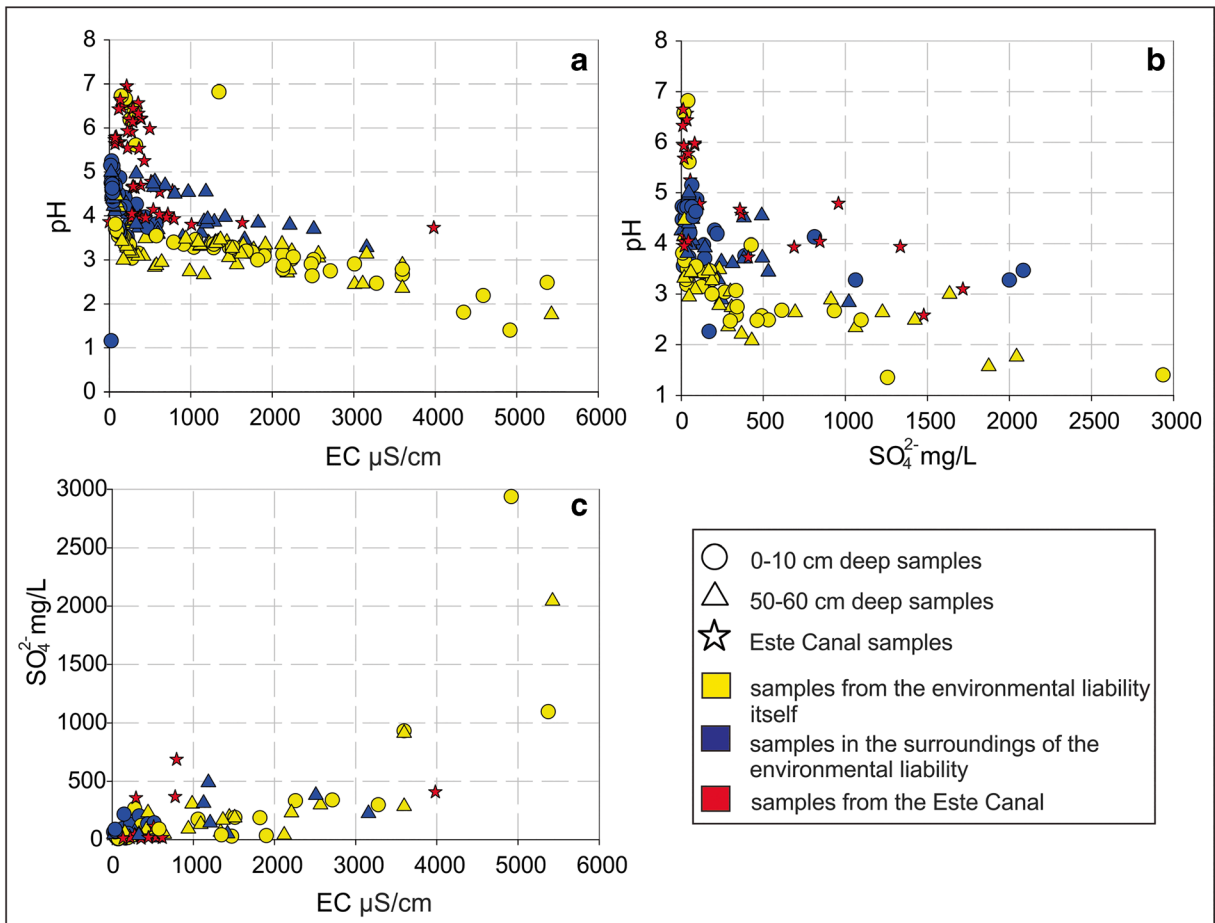 a
8
7
6
5
4
3
2
1
0
pH
0 1000 2000 3000 4000 5000 6000
EC µS/cm
b
8
7
6
5
4
3
2
1
pH
0 500 1000 1500 2000 2500 3000
SO₄²⁻ mg/L
c
3000
2500
2000
1500
1000
500
0
SO₄²⁻ mg/L
0 1000 2000 3000 4000 5000 6000
EC µS/cm
0-10 cm deep samples
50-60 cm deep samples
Este Canal samples
samples from the environmental liability
itself
samples in the surroundings of the
environmental liability
samples from the Este Canal